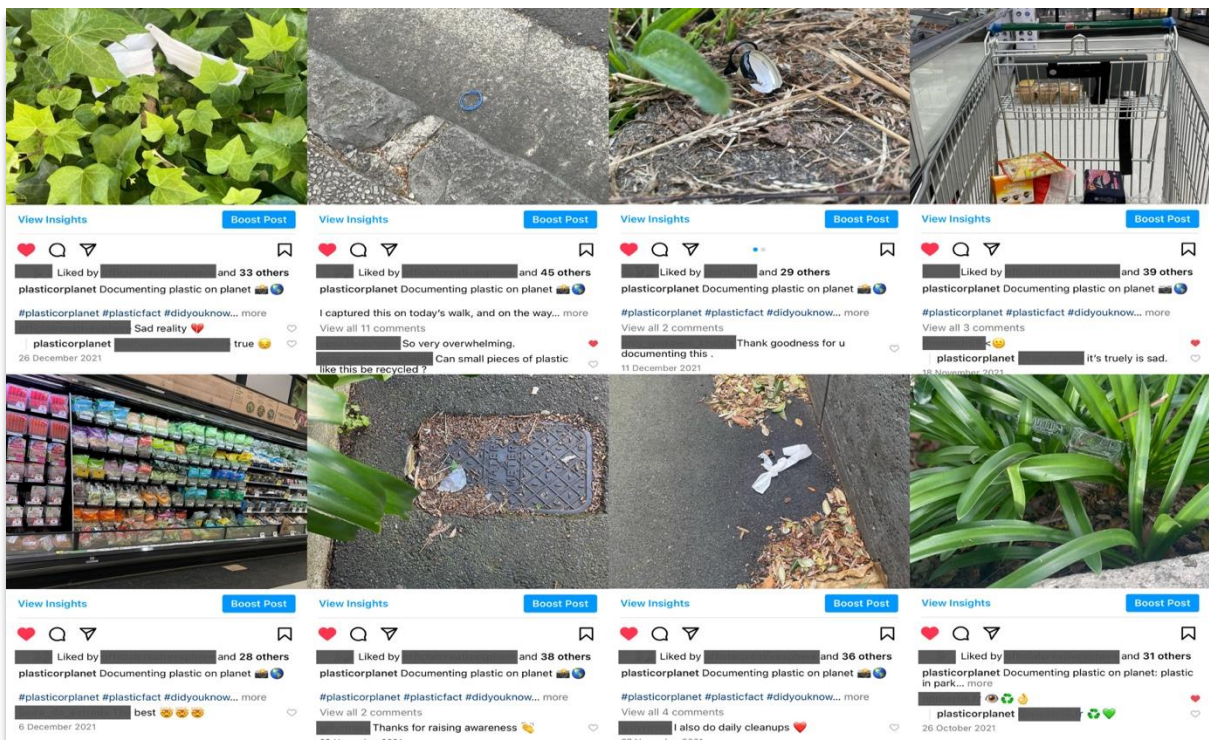 View Insights
Boost Post
Liked by and 33 others
plasticorplanet Documenting plastic on planet 📸🌎
#plasticorplanet #plasticfact #didyouknow... more
Sad reality 💔
plasticorplanet true 😔
26 December 2021
View Insights
Boost Post
Liked by and 45 others
plasticorplanet Documenting plastic on planet 📸🌎
I captured this on today's walk, and on the way... more
View all 11 comments
So very overwhelming.
Can small pieces of plastic
like this be recycled ?
View Insights
Boost Post
Liked by and 29 others
plasticorplanet Documenting plastic on planet 📸🌎
#plasticorplanet #plasticfact #didyouknow... more
View all 2 comments
Thank goodness for u
documenting this .
11 December 2021
View Insights
Boost Post
Liked by and 39 others
plasticorplanet Documenting plastic on planet 📸🌎
#plasticorplanet #plasticfact #didyouknow... more
View all 3 comments
<😕
plasticorplanet it's truely is sad.
18 November 2021
View Insights
Boost Post
Liked by and 28 others
plasticorplanet Documenting plastic on planet 📸🌎
#plasticorplanet #plasticfact #didyouknow... more
best 🤯🤯🤯
6 December 2021
WATER
METER
View Insights
Boost Post
Liked by and 38 others
plasticorplanet Documenting plastic on planet 📸🌎
#plasticorplanet #plasticfact #didyouknow... more
View all 2 comments
Thanks for raising awareness 👏
View Insights
Boost Post
Liked by and 36 others
plasticorplanet Documenting plastic on planet 📸🌎
#plasticorplanet #plasticfact #didyouknow... more
View all 4 comments
I also do daily cleanups ❤️
View Insights
Boost Post
Liked by and 31 others
plasticorplanet Documenting plastic on planet: plastic
in park... more
👁️♻️👌
plasticorplanet ♻️💚
26 October 2021